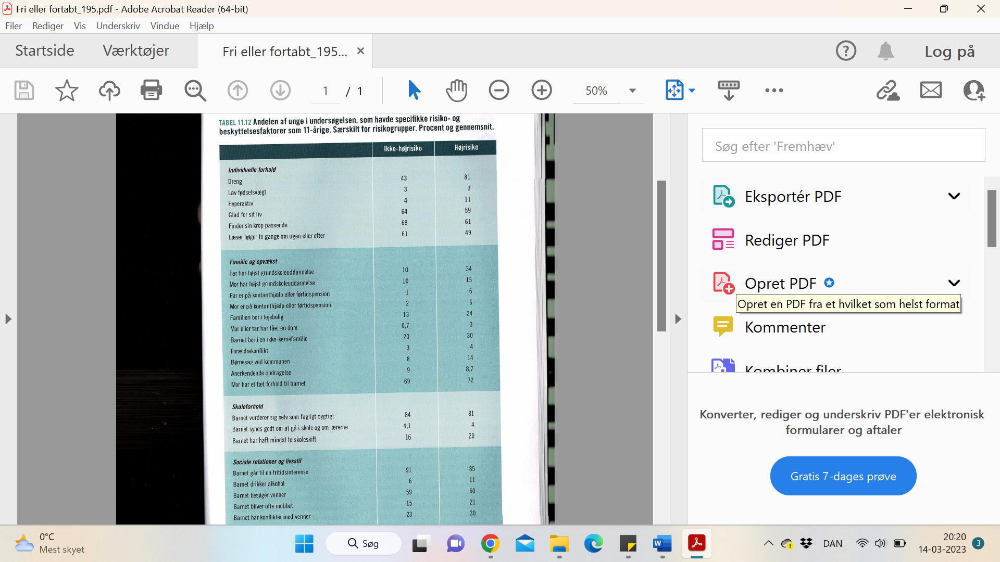 Fri eller fortabt_195.pdf - Adobe Acrobat Reader (64-bit)
Filer Rediger Vis Underskriv Vindue Hjælp
Startside Værktøjer Fri eller fortabt_195... Log på
1 / 1 50%
TABEL 11.12 Andelen af unge i undersøgelsen, som havde specifikke risiko- og
beskyttelsesfaktorer som 11-årige. Særskilt for risikogrupper. Procent og gennemsnit.
Ikke-højrisiko Højrisiko
Individuelle forhold
Dreng 43 81
Lav fødselsvægt 3 3
Hyperaktiv 4 11
Glad for sit liv 64 59
Finder sin krop passende 68 61
Læser bøger to gange om ugen eller ofter 61 49
Familie og opvækst
Far har højst grundskoleuddannelse 10 34
Mor har højst grundskoleuddannelse 10 15
Far er på kontanthjælp eller førtidspension 1 6
Mor er på kontanthjælp eller førtidspension 2 6
Familien bor i lejebolig 13 24
Mor eller far har fået en dom 0,7 3
Barnet bor i en ikke-kernefamilie 20 30
Forældrekonflikt 3 4
Børnesag ved kommunen 8 14
Anerkendende opdragelse 9 8,7
Mor har et tæt forhold til barnet 69 72
Skoleforhold
Barnet vurderer sig selv som fagligt dygtigt 84 81
Barnet synes godt om at gå i skole og om lærerne 4,1 4
Barnet har haft mindst to skoleskift 16 20
Sociale relationer og livsstil
Barnet går til en fritidsinteresse 91 85
Barnet drikker alkohol 6 11
Barnet besøger venner 59 60
Barnet bliver ofte mobbet 15 21
Barnet har konflikter med venner 23 30
Søg efter 'Fremhæv'
Eksportér PDF
Rediger PDF
Opret PDF
Opret en PDF fra et hvilket som helst format
Kommenter
Kombiner filer
Konverter, rediger og underskriv PDF'er elektronisk
formularer og aftaler
Gratis 7-dages prøve
0°C
Mest skyet
Søg
DAN
20:20
14-03-2023
3